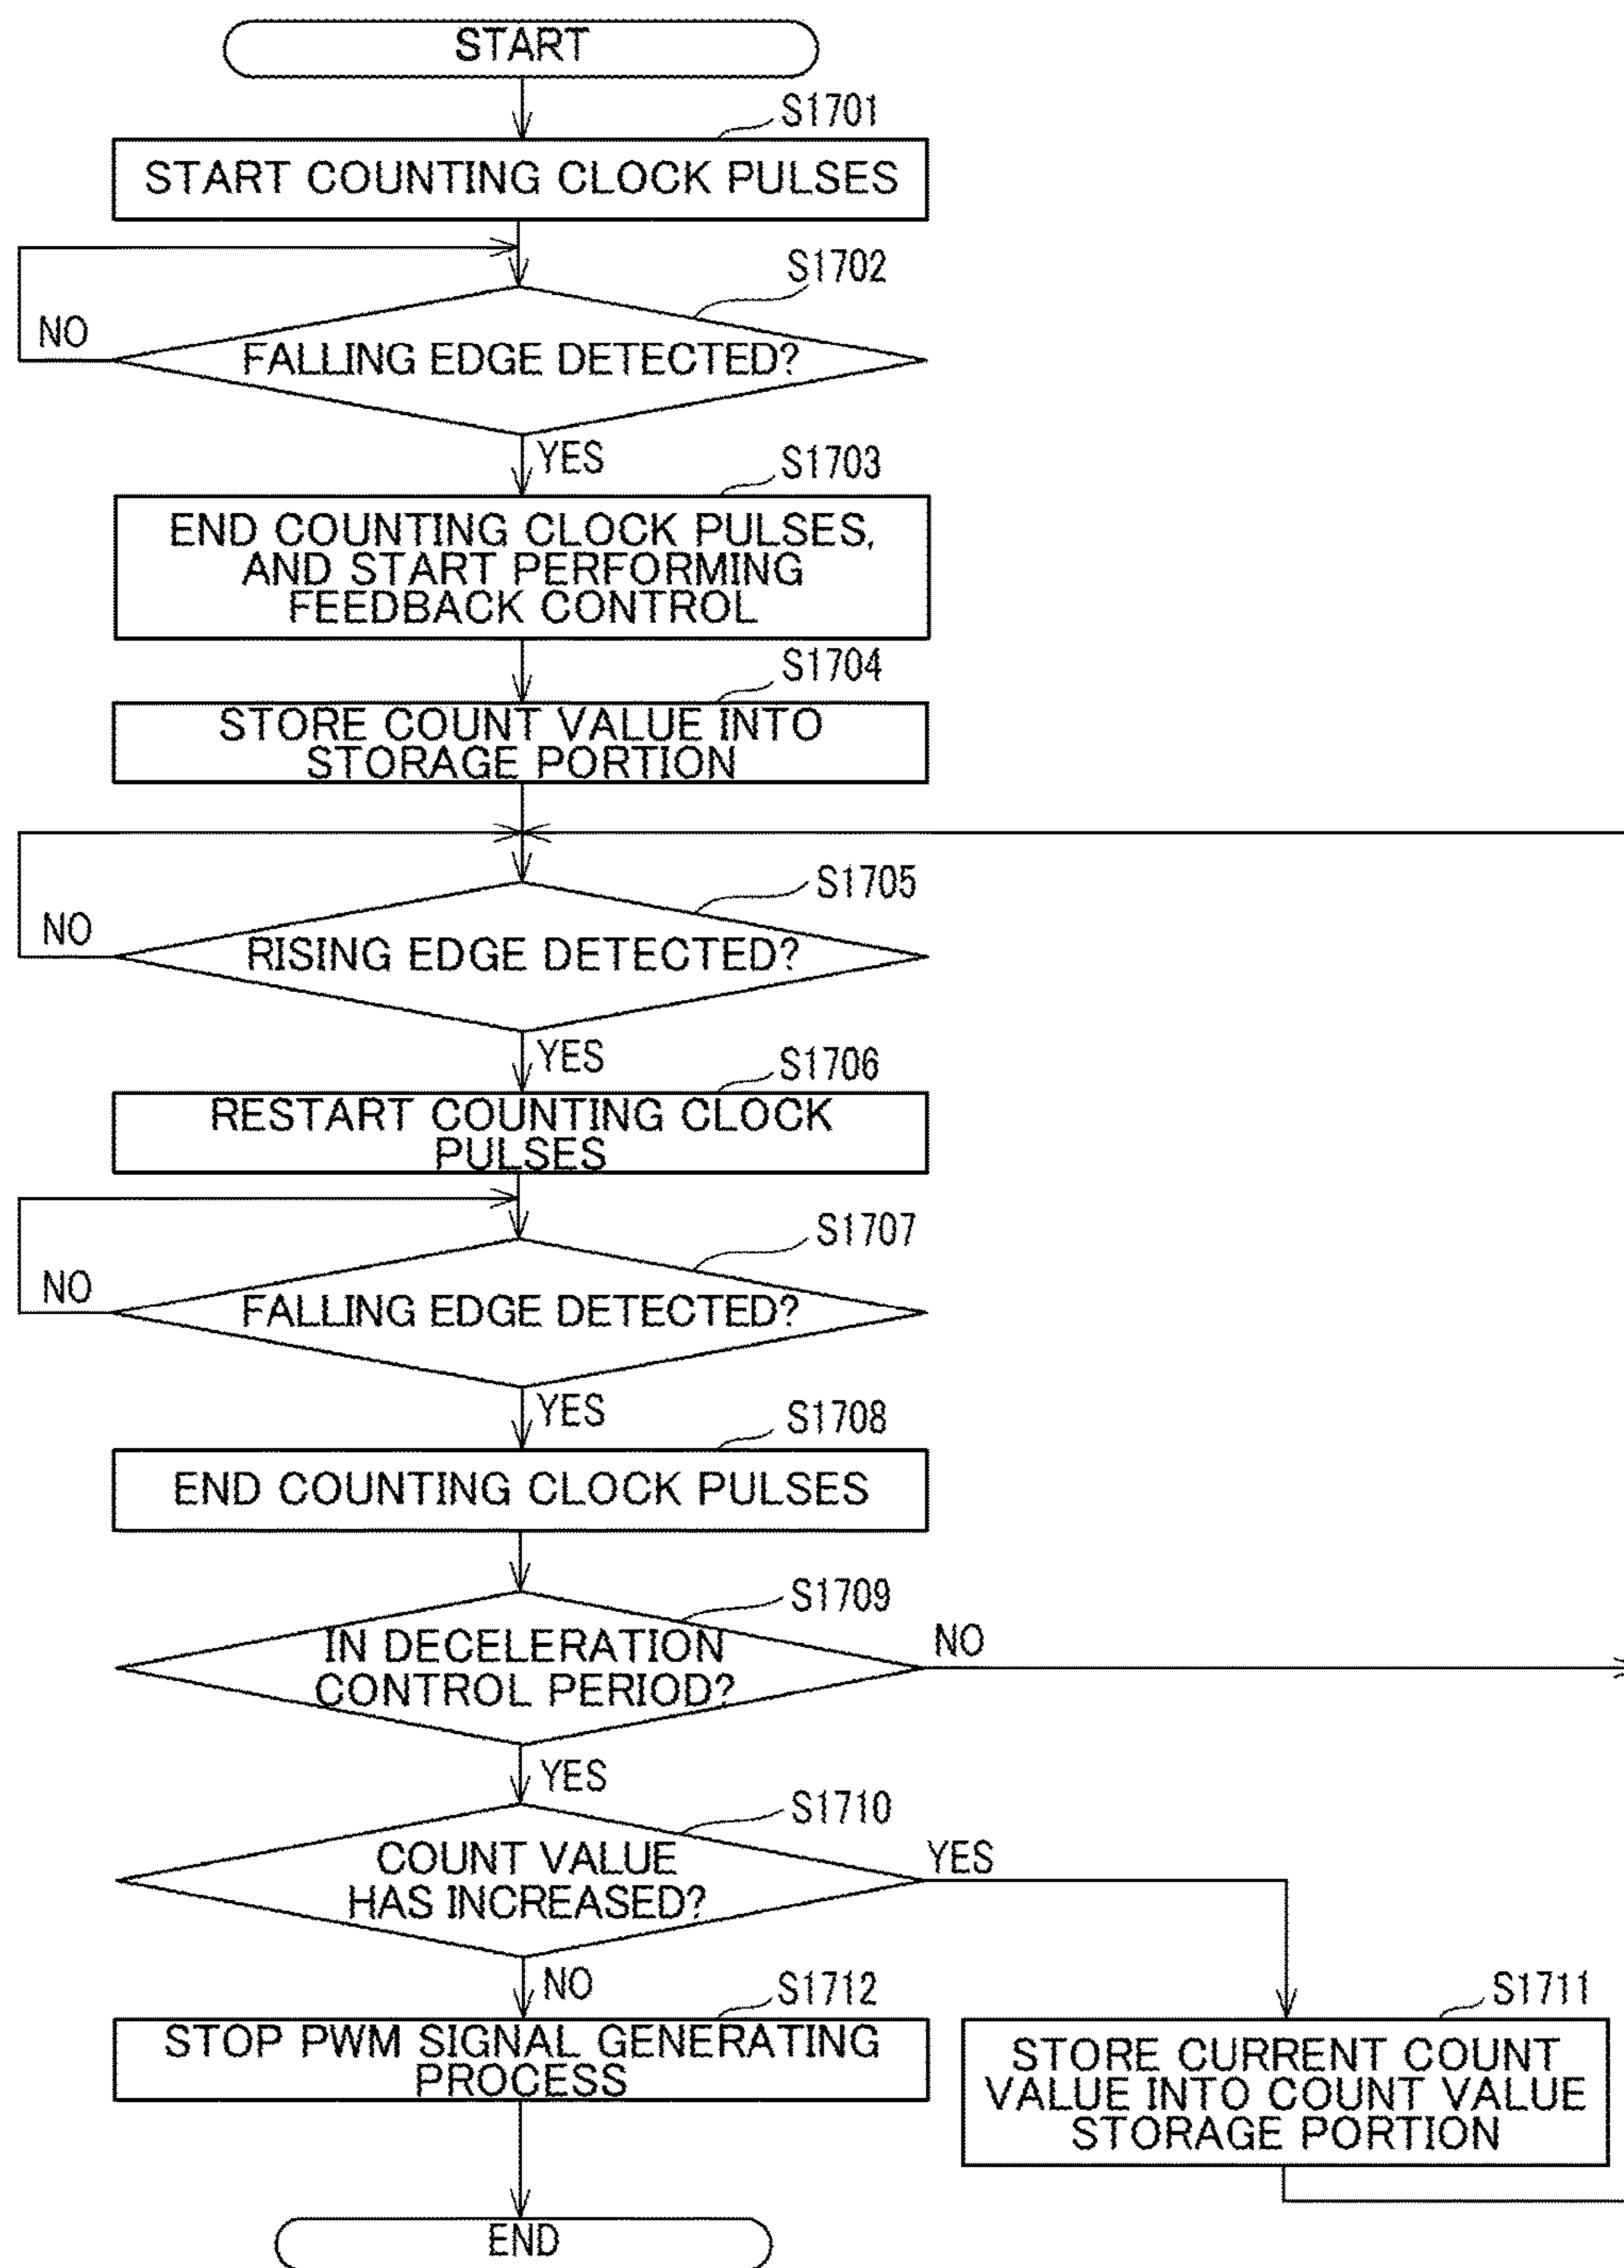 START
S1701
START COUNTING CLOCK PULSES
S1702
NO
FALLING EDGE DETECTED?
YES
S1703
END COUNTING CLOCK PULSES,
AND START PERFORMING
FEEDBACK CONTROL
S1704
STORE COUNT VALUE INTO
STORAGE PORTION
S1705
NO
RISING EDGE DETECTED?
YES
S1706
RESTART COUNTING CLOCK
PULSES
S1707
NO
FALLING EDGE DETECTED?
YES
S1708
END COUNTING CLOCK PULSES
S1709
IN DECELERATION
CONTROL PERIOD?
NO
YES
S1710
COUNT VALUE
HAS INCREASED?
YES
NO
S1712
STOP PWM SIGNAL GENERATING
PROCESS
S1711
STORE CURRENT COUNT
VALUE INTO COUNT VALUE
STORAGE PORTION
END